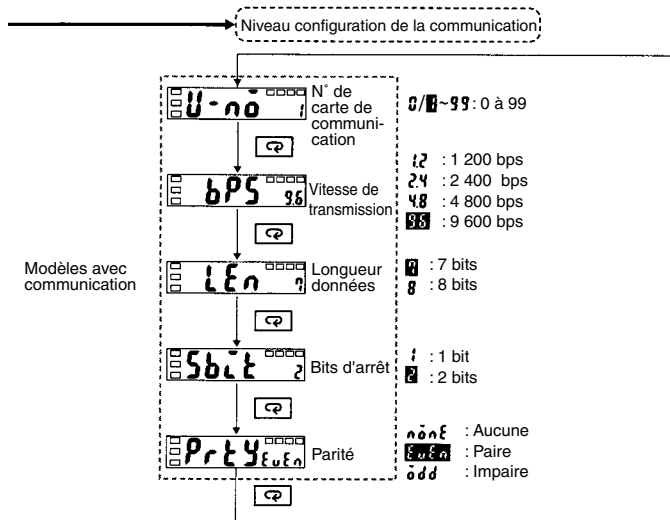 Niveau configuration de la communication
U-no 1
N° de
carte de
communi-
cation
0/1~99: 0 à 99
bPS 9.6
Vitesse de
transmission
1.2 : 1 200 bps
2.4 : 2 400 bps
4.8 : 4 800 bps
9.6 : 9 600 bps
Modèles avec
communication
LEn 7
Longueur
données
7 : 7 bits
8 : 8 bits
Sbit 2
Bits d'arrêt
1 : 1 bit
2 : 2 bits
PrtY EuEn
Parité
nonE : Aucune
EuEn : Paire
odd : Impaire